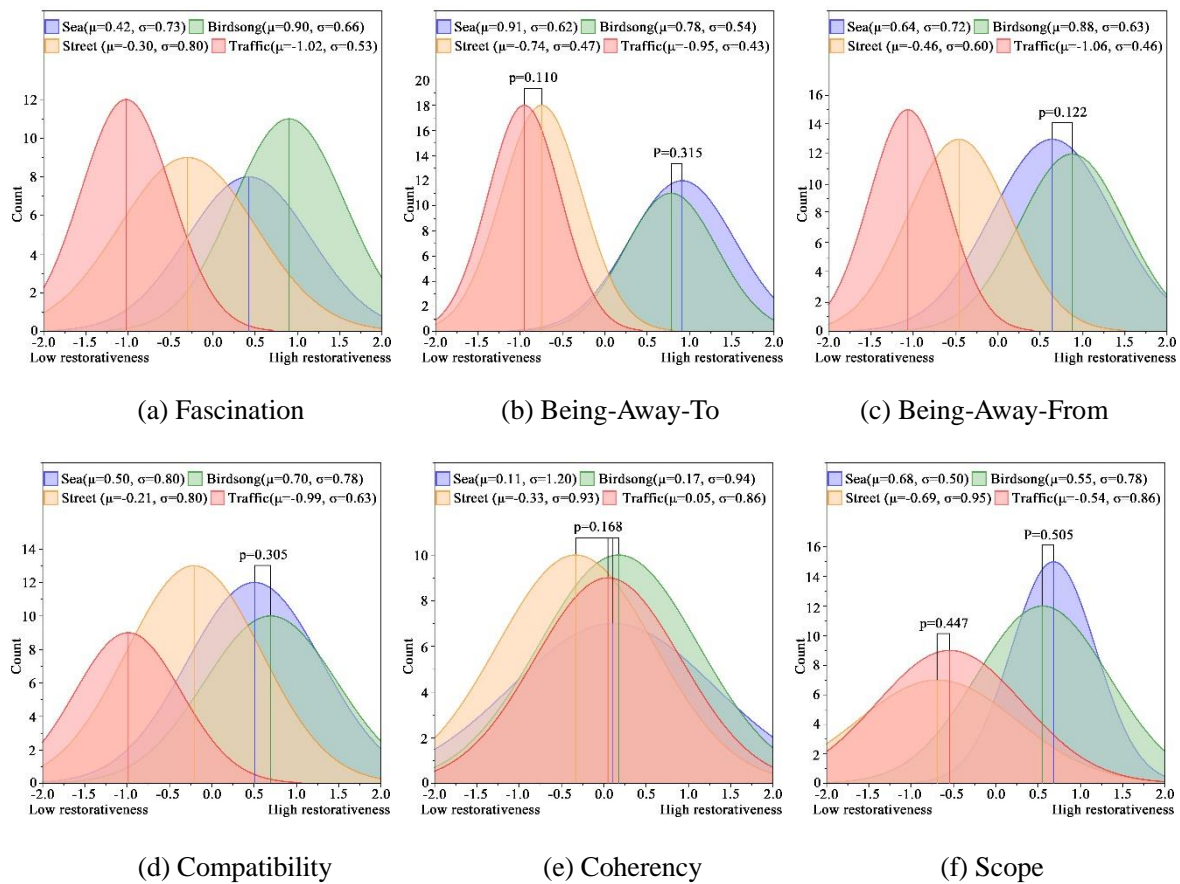 Sea(μ=0.42, σ=0.73) Birdsong(μ=0.90, σ=0.66)
Street (μ=-0.30, σ=0.80) Traffic(μ=-1.02, σ=0.53)
Count
12
10
8
6
4
2
0
-2.0 -1.5 -1.0 -0.5 0.0 0.5 1.0 1.5 2.0
Low restorativeness High restorativeness
(a) Fascination
Sea(μ=0.91, σ=0.62) Birdsong(μ=0.78, σ=0.54)
Street (μ=-0.74, σ=0.47) Traffic(μ=-0.95, σ=0.43)
p=0.110
P=0.315
Count
20
18
16
14
12
10
8
6
4
2
0
-2.0 -1.5 -1.0 -0.5 0.0 0.5 1.0 1.5 2.0
Low restorativeness High restorativeness
(b) Being-Away-To
Sea(μ=0.64, σ=0.72) Birdsong(μ=0.88, σ=0.63)
Street (μ=-0.46, σ=0.60) Traffic(μ=-1.06, σ=0.46)
p=0.122
Count
16
14
12
10
8
6
4
2
0
-2.0 -1.5 -1.0 -0.5 0.0 0.5 1.0 1.5 2.0
Low restorativeness High restorativeness
(c) Being-Away-From
Sea(μ=0.50, σ=0.80) Birdsong(μ=0.70, σ=0.78)
Street (μ=-0.21, σ=0.80) Traffic(μ=-0.99, σ=0.63)
p=0.305
Count
14
12
10
8
6
4
2
0
-2.0 -1.5 -1.0 -0.5 0.0 0.5 1.0 1.5 2.0
Low restorativeness High restorativeness
(d) Compatibility
Sea(μ=0.11, σ=1.20) Birdsong(μ=0.17, σ=0.94)
Street (μ=-0.33, σ=0.93) Traffic(μ=0.05, σ=0.86)
p=0.168
Count
10
8
6
4
2
0
-2.0 -1.5 -1.0 -0.5 0.0 0.5 1.0 1.5 2.0
Low restorativeness High restorativeness
(e) Coherency
Sea(μ=0.68, σ=0.50) Birdsong(μ=0.55, σ=0.78)
Street (μ=-0.69, σ=0.95) Traffic(μ=-0.54, σ=0.86)
P=0.505
p=0.447
Count
16
14
12
10
8
6
4
2
0
-2.0 -1.5 -1.0 -0.5 0.0 0.5 1.0 1.5 2.0
Low restorativeness High restorativeness
(f) Scope